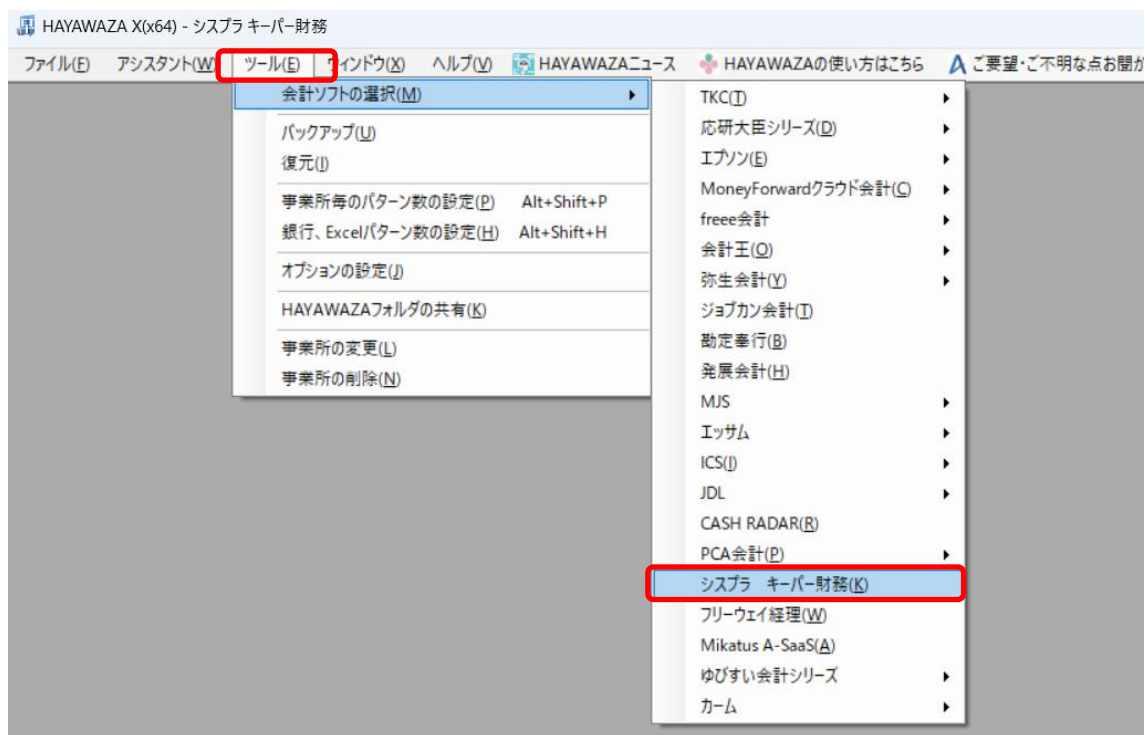 HAYAWAZA X(x64) - シスプラ キーパー財務
ファイル(F) アシスタント(W) ツール(E) ウィンドウ(X) ヘルプ(V) HAYAWAZAニュース HAYAWAZAの使い方はこちら ご要望・ご不明な点お聞か
会計ソフトの選択(M)
バックアップ(U)
復元(I)
事業所毎のパターン数の設定(P) Alt+Shift+P
銀行、Excelパターン数の設定(H) Alt+Shift+H
オプションの設定(J)
HAYAWAZAフォルダの共有(K)
事業所の変更(L)
事業所の削除(N)
TKC(T)
応研大臣シリーズ(D)
エプソン(E)
MoneyForwardクラウド会計(C)
freee会計
会計王(O)
弥生会計(Y)
ジョブカン会計(T)
勘定奉行(B)
発展会計(H)
MJS
エッサム
ICS(I)
JDL
CASH RADAR(R)
PCA会計(P)
シスプラ　キーパー財務(K)
フリーウェイ経理(W)
Mikatus A-SaaS(A)
ゆびすい会計シリーズ
カーム